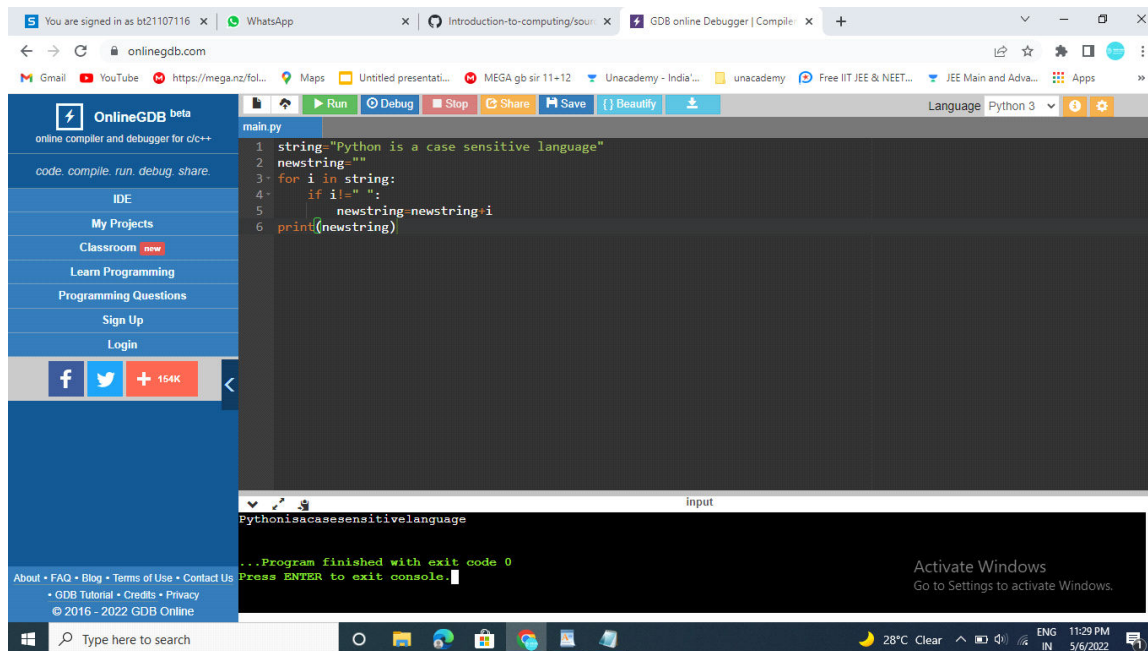 You are signed in as bt21107116
WhatsApp
Introduction-to-computing/sour
GDB online Debugger | Compiler
onlinegdb.com
Gmail YouTube https://mega.nz/fol... Maps Untitled presentati... MEGA gb sir 11+12 Unacademy - India'... unacademy Free IIT JEE & NEET... JEE Main and Adva... Apps »
OnlineGDB beta
online compiler and debugger for c/c++
code. compile. run. debug. share.
IDE
My Projects
Classroom new
Learn Programming
Programming Questions
Sign Up
Login
154K
About • FAQ • Blog • Terms of Use • Contact Us
• GDB Tutorial • Credits • Privacy
© 2016 - 2022 GDB Online
Run Debug Stop Share Save { } Beautify
Language Python 3
main.py
1 string="Python is a case sensitive language"
2 newstring=""
3 for i in string:
4     if i!=" ":
5         newstring=newstring+i
6 print(newstring)
input
Pythonisacasesensitivelanguage
...Program finished with exit code 0
Press ENTER to exit console.
Activate Windows
Go to Settings to activate Windows.
Type here to search
28°C Clear
ENG
IN
11:29 PM
5/6/2022